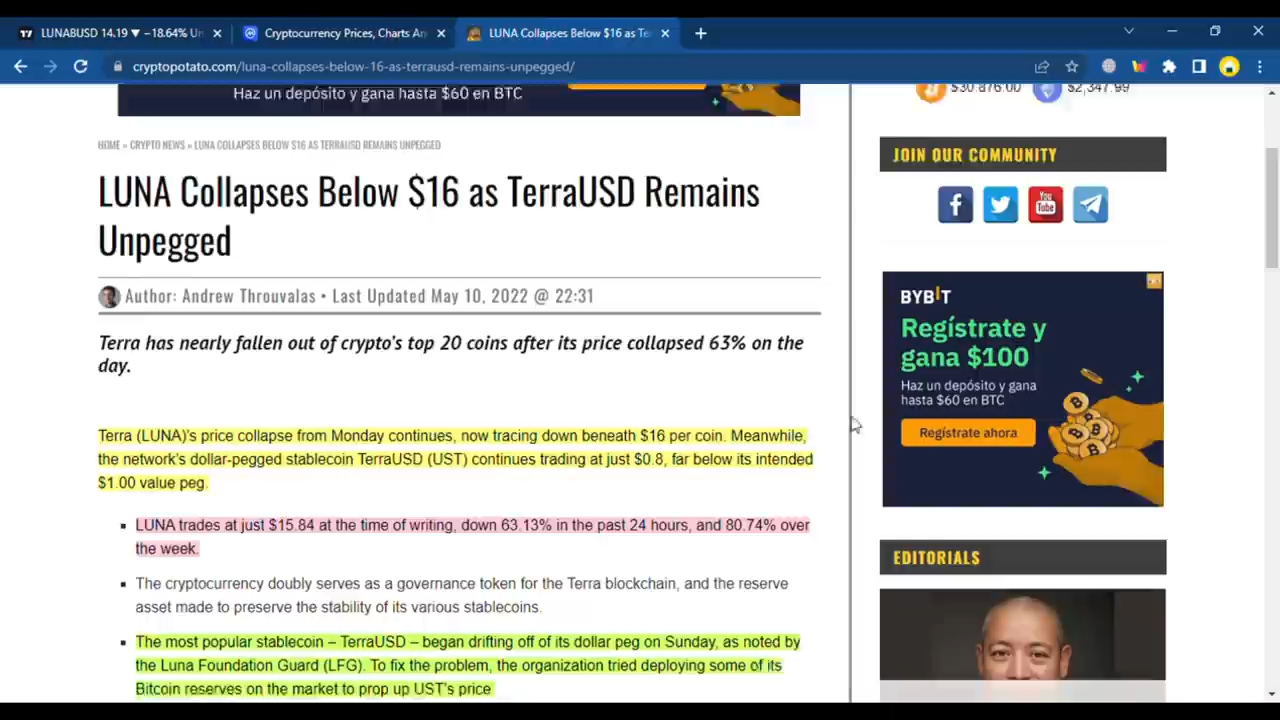 LUNABUSD 14.19 ▼ −18.64% Un
Cryptocurrency Prices, Charts An
LUNA Collapses Below $16 as Te
cryptopotato.com/luna-collapses-below-16-as-terrausd-remains-unpegged/
Haz un depósito y gana hasta $60 en BTC
$30.876.00 $2,347.99
HOME » CRYPTO NEWS » LUNA COLLAPSES BELOW $16 AS TERRAUSD REMAINS UNPEGGED
LUNA Collapses Below $16 as TerraUSD Remains
Unpegged
Author: Andrew Throuvalas • Last Updated May 10, 2022 @ 22:31
Terra has nearly fallen out of crypto's top 20 coins after its price collapsed 63% on the
day.
Terra (LUNA)'s price collapse from Monday continues, now tracing down beneath $16 per coin. Meanwhile,
the network's dollar-pegged stablecoin TerraUSD (UST) continues trading at just $0.8, far below its intended
$1.00 value peg.
LUNA trades at just $15.84 at the time of writing, down 63.13% in the past 24 hours, and 80.74% over
the week.
The cryptocurrency doubly serves as a governance token for the Terra blockchain, and the reserve
asset made to preserve the stability of its various stablecoins.
The most popular stablecoin – TerraUSD – began drifting off of its dollar peg on Sunday, as noted by
the Luna Foundation Guard (LFG). To fix the problem, the organization tried deploying some of its
Bitcoin reserves on the market to prop up UST's price
JOIN OUR COMMUNITY
You
Tube
BYBIT
Regístrate y
gana $100
Haz un depósito y gana
hasta $60 en BTC
Regístrate ahora
EDITORIALS